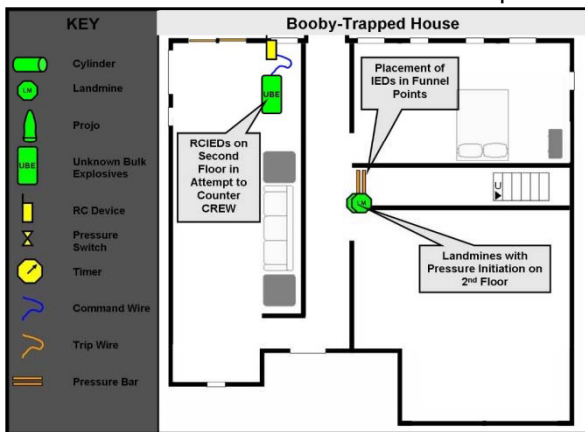 KEY
Booby-Trapped House
Cylinder
LM
Landmine
Projo
UBE
Unknown Bulk
Explosives
RC Device
Pressure
Switch
Timer
Command Wire
Trip Wire
Pressure Bar
UBE
RCIEDs on
Second
Floor in
Attempt to
Counter
CREW
Placement of
IEDs in Funnel
Points
U
LM
Landmines with
Pressure Initiation on
2nd Floor